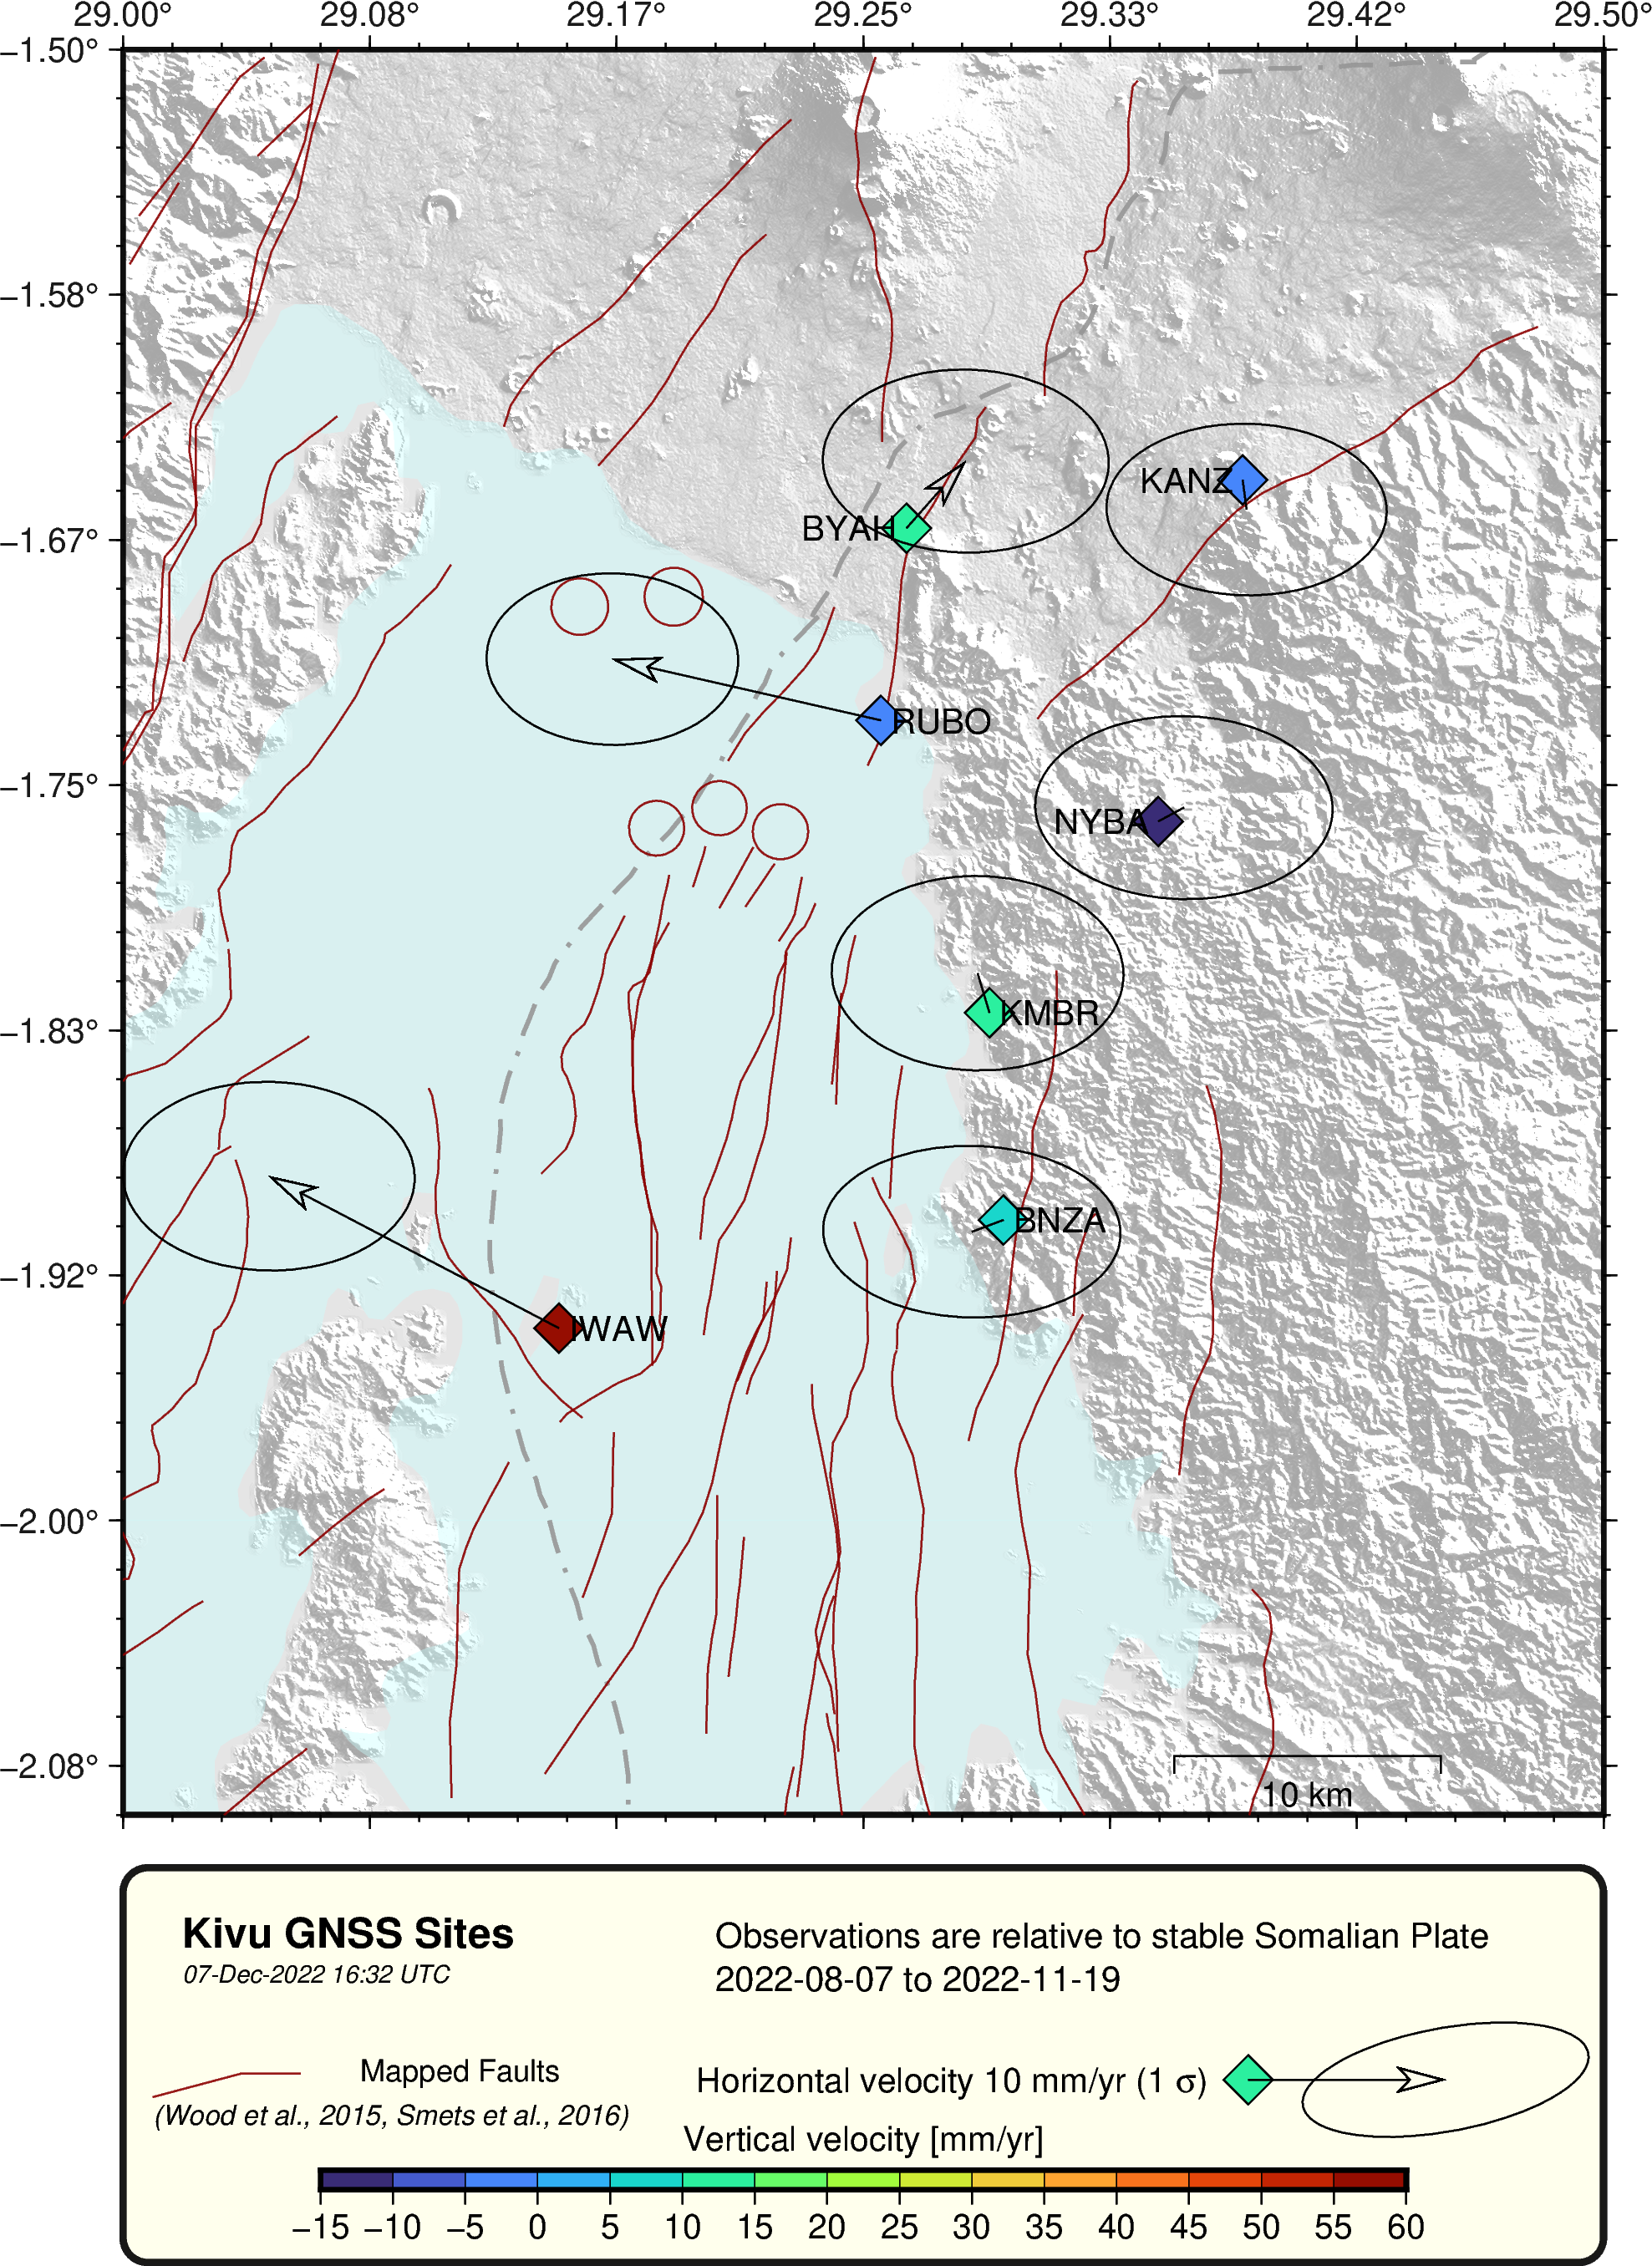 29.00° 29.08° 29.17° 29.25° 29.33° 29.42° 29.50°
−1.50°
−1.58°
KANZ
BYAH
−1.67°
RUBO
−1.75°
NYBA
KMBR
−1.83°
BNZA
−1.92°
IWAW
−2.00°
−2.08°
10 km
Kivu GNSS Sites
07-Dec-2022 16:32 UTC
Observations are relative to stable Somalian Plate
2022-08-07 to 2022-11-19
Mapped Faults
(Wood et al., 2015, Smets et al., 2016)
Horizontal velocity 10 mm/yr (1 σ)
Vertical velocity [mm/yr]
−15 −10 −5 0 5 10 15 20 25 30 35 40 45 50 55 60